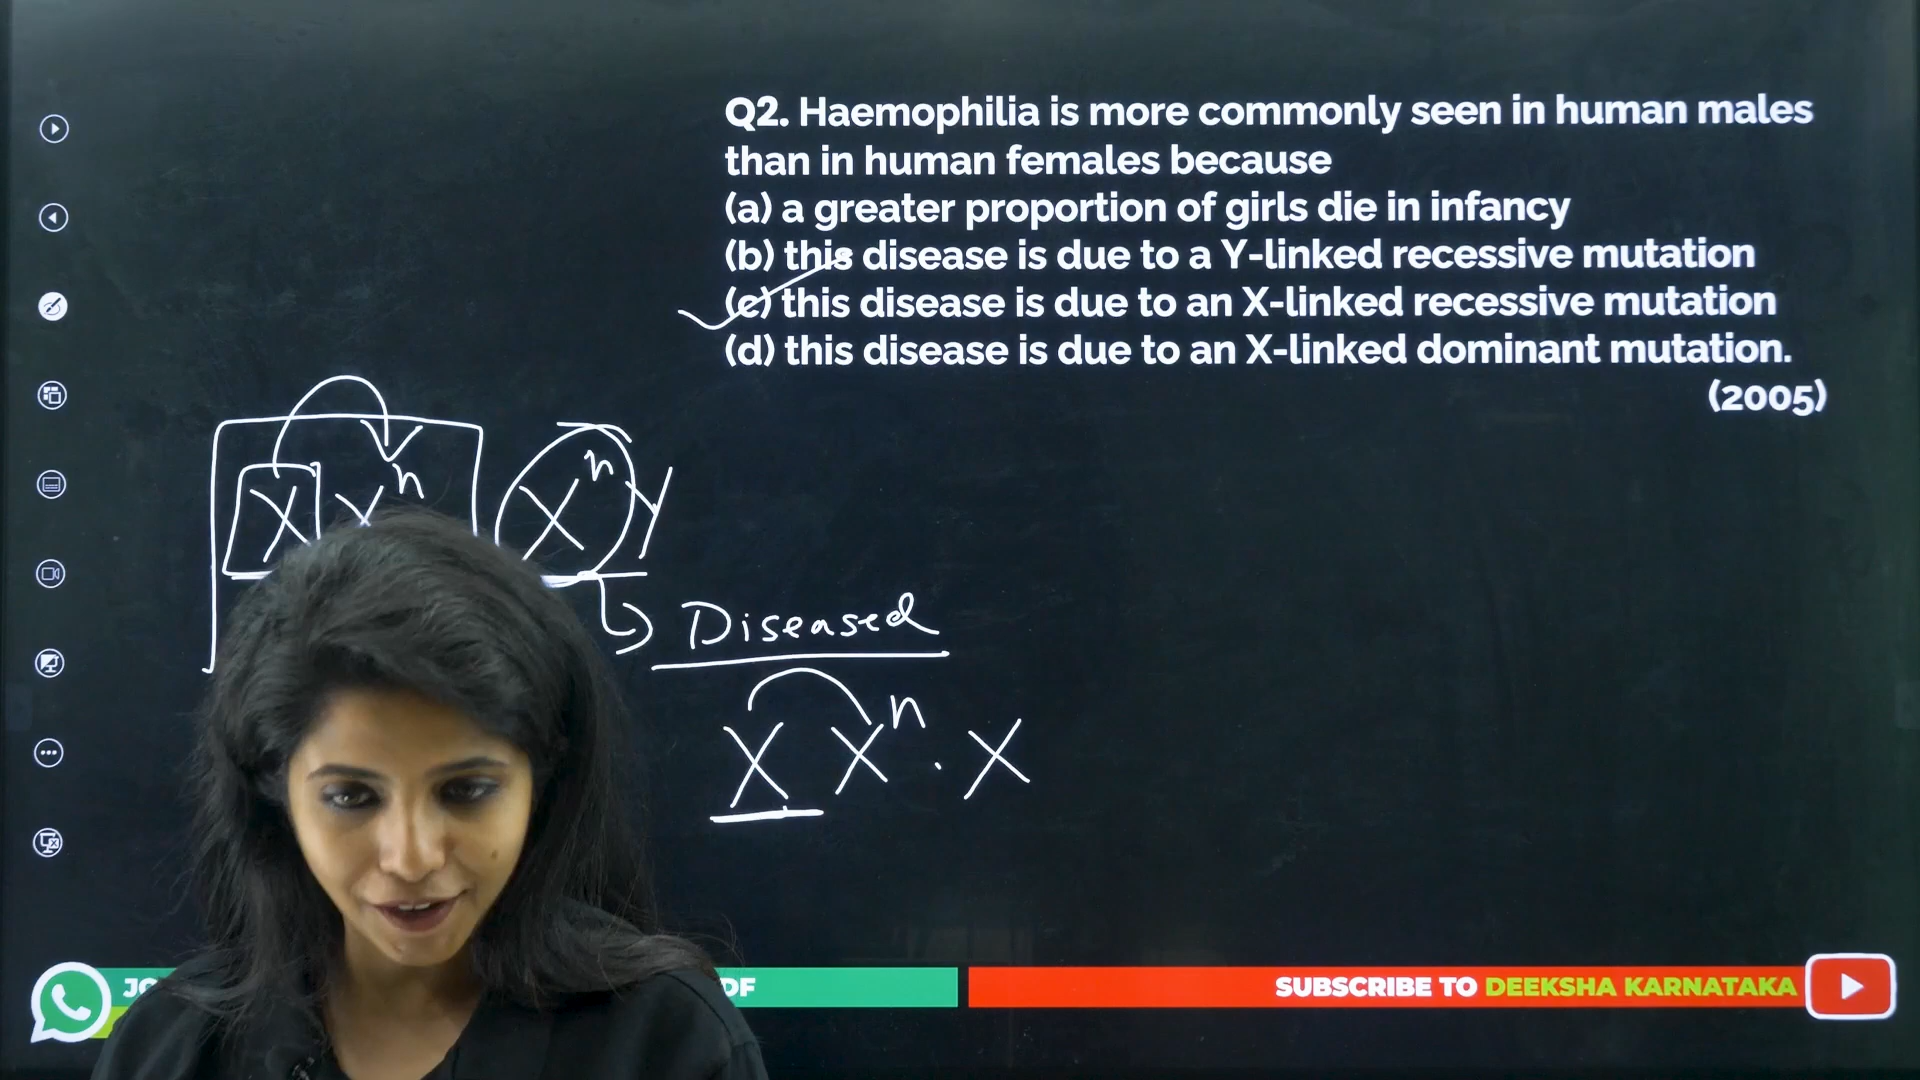 Q2. Haemophilia is more commonly seen in human males
than in human females because
(a) a greater proportion of girls die in infancy
(b) this disease is due to a Y-linked recessive mutation
(c) this disease is due to an X-linked recessive mutation
(d) this disease is due to an X-linked dominant mutation.
(2005)
X X^h X^h Y
Diseased
X X^h . X
SUBSCRIBE TO DEEKSHA KARNATAKA